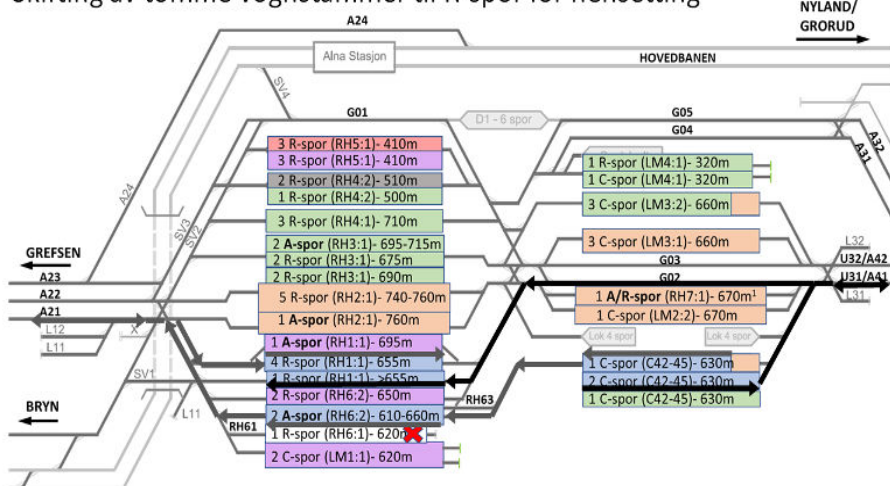 Skifting av tomme vognstammer til R-spor for hensetting
NYLAND/
GRORUD
A24
Alna Stasjon
HOVEDBANEN
SV4
G01
D1 - 6 spor
G05
G04
A32
A31
3 R-spor (RH5:1)- 410m
3 R-spor (RH5:1)- 410m
2 R-spor (RH4:2)- 510m
1 R-spor (RH4:2)- 500m
3 R-spor (RH4:1)- 710m
2 A-spor (RH3:1)- 695-715m
2 R-spor (RH3:1)- 675m
2 R-spor (RH3:1)- 690m
5 R-spor (RH2:1)- 740-760m
1 A-spor (RH2:1)- 760m
1 A-spor (RH1:1)- 695m
4 R-spor (RH1:1)- 655m
1 R-spor (RH1:1)- >655m
2 R-spor (RH6:2)- 650m
2 A-spor (RH6:2)- 610-660m
1 R-spor (RH6:1)- 620m
2 C-spor (LM1:1)- 620m
1 R-spor (LM4:1)- 320m
1 C-spor (LM4:1)- 320m
3 C-spor (LM3:2)- 660m
3 C-spor (LM3:1)- 660m
G03
G02
1 A/R-spor (RH7:1)- 670m¹
1 C-spor (LM2:2)- 670m
Lok 4 spor
Lok 4 spor
1 C-spor (C42-45)- 630m
2 C-spor (C42-45)- 630m
1 C-spor (C42-45)- 630m
L32
U32/A42
U31/A41
L31
A24
SV3
SV2
GREFSEN
A23
A22
A21
L12
X
L11
SV1
L11
BRYN
RH61
RH63